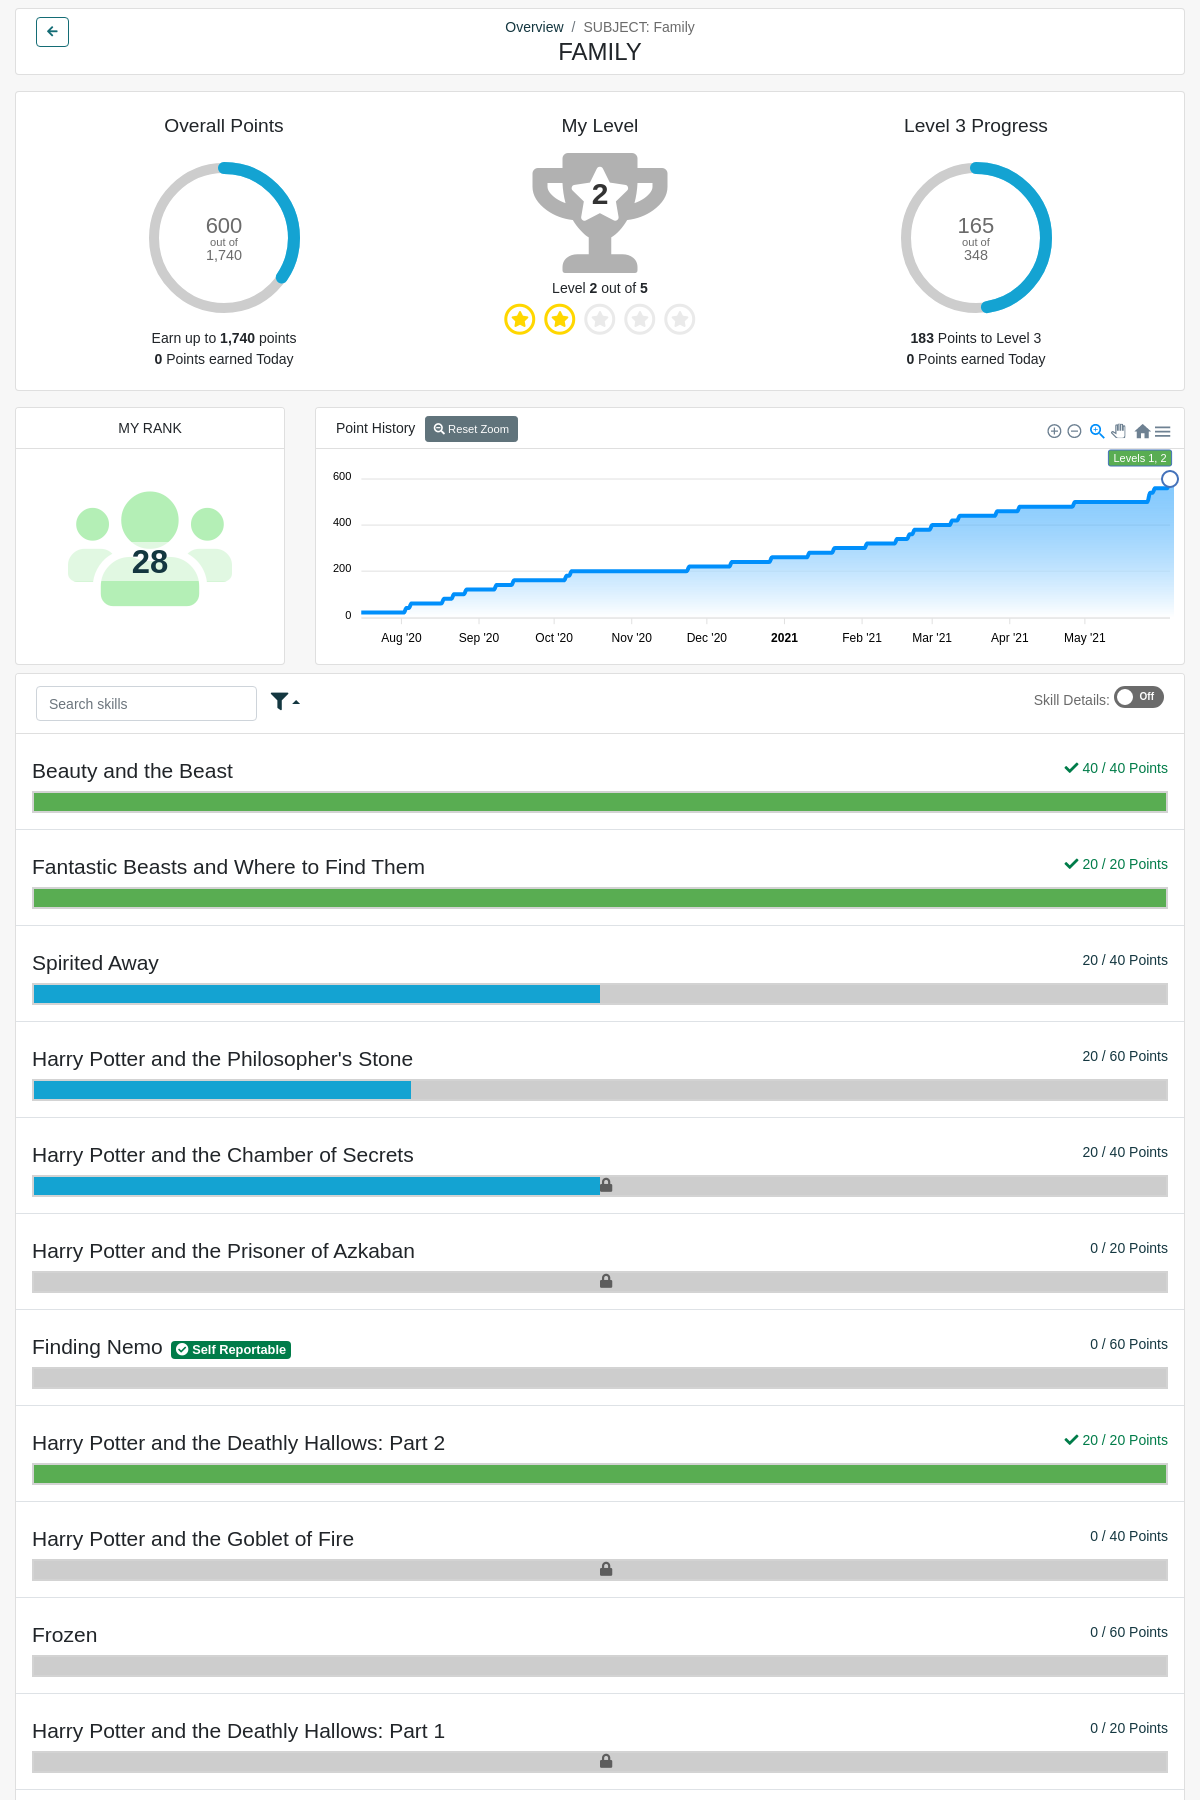 Overview / SUBJECT: Family
FAMILY
Overall Points
600
out of
1,740
Earn up to 1,740 points
0 Points earned Today
My Level
2
Level 2 out of 5
Level 3 Progress
165
out of
348
183 Points to Level 3
0 Points earned Today
MY RANK
28
Point History
Reset Zoom
Levels 1, 2
600
400
200
0
Aug '20 Sep '20 Oct '20 Nov '20 Dec '20 2021 Feb '21 Mar '21 Apr '21 May '21
Search skills
Skill Details: Off
Beauty and the Beast 40 / 40 Points
Fantastic Beasts and Where to Find Them 20 / 20 Points
Spirited Away 20 / 40 Points
Harry Potter and the Philosopher's Stone 20 / 60 Points
Harry Potter and the Chamber of Secrets 20 / 40 Points
Harry Potter and the Prisoner of Azkaban 0 / 20 Points
Finding Nemo Self Reportable 0 / 60 Points
Harry Potter and the Deathly Hallows: Part 2 20 / 20 Points
Harry Potter and the Goblet of Fire 0 / 40 Points
Frozen 0 / 60 Points
Harry Potter and the Deathly Hallows: Part 1 0 / 20 Points